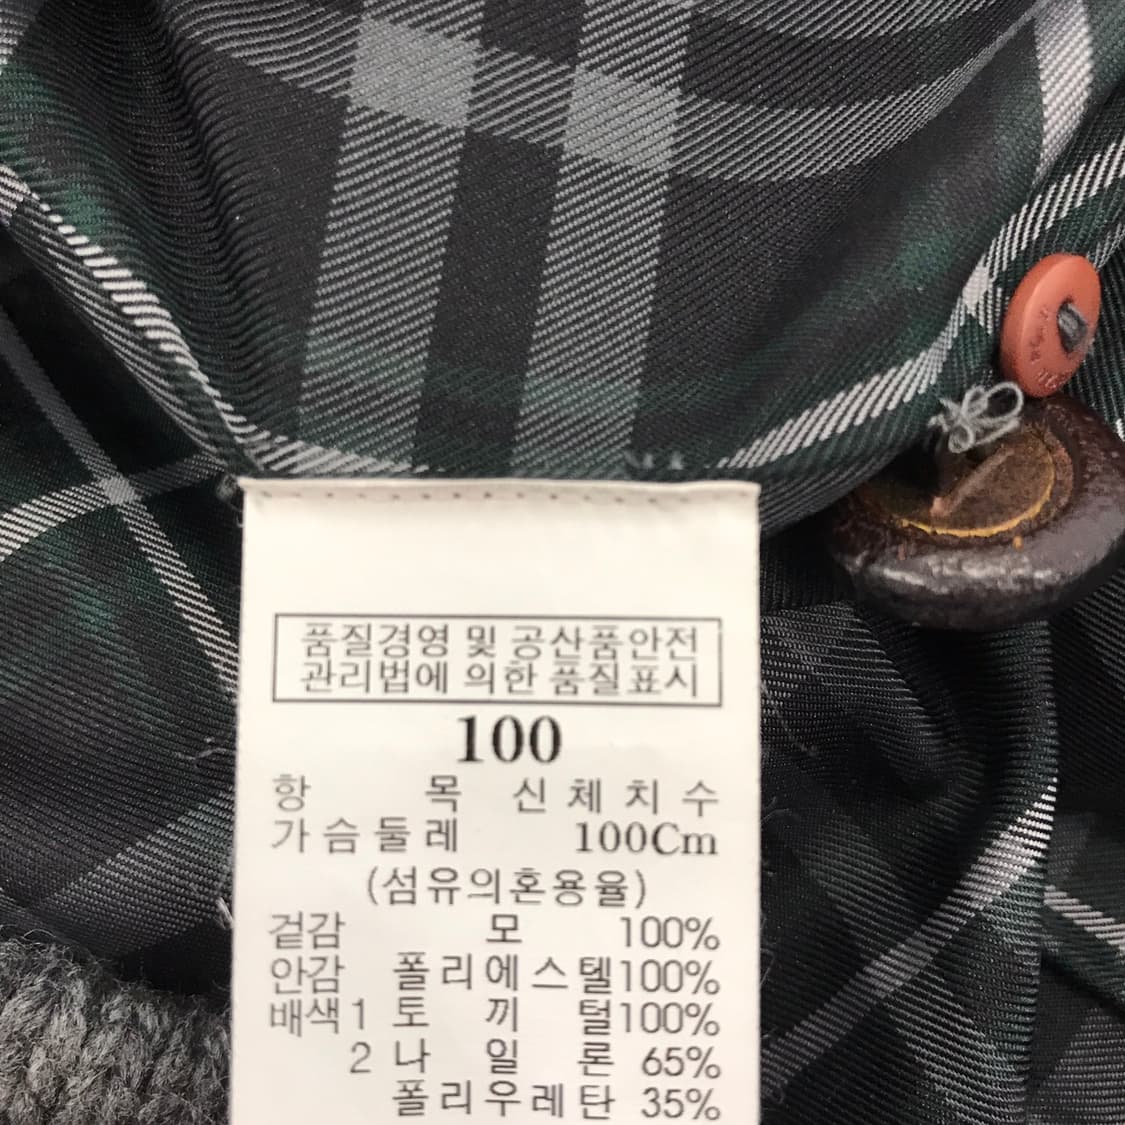 품질경영 및 공산품안전
관리법에 의한 품질표시
100
항 목 신체치수
가슴둘레 100Cm
(섬유의혼용율)
겉감 모 100%
안감 폴리에스텔100%
배색1 토 끼 털100%
2 나 일 론 65%
폴리우레탄 35%